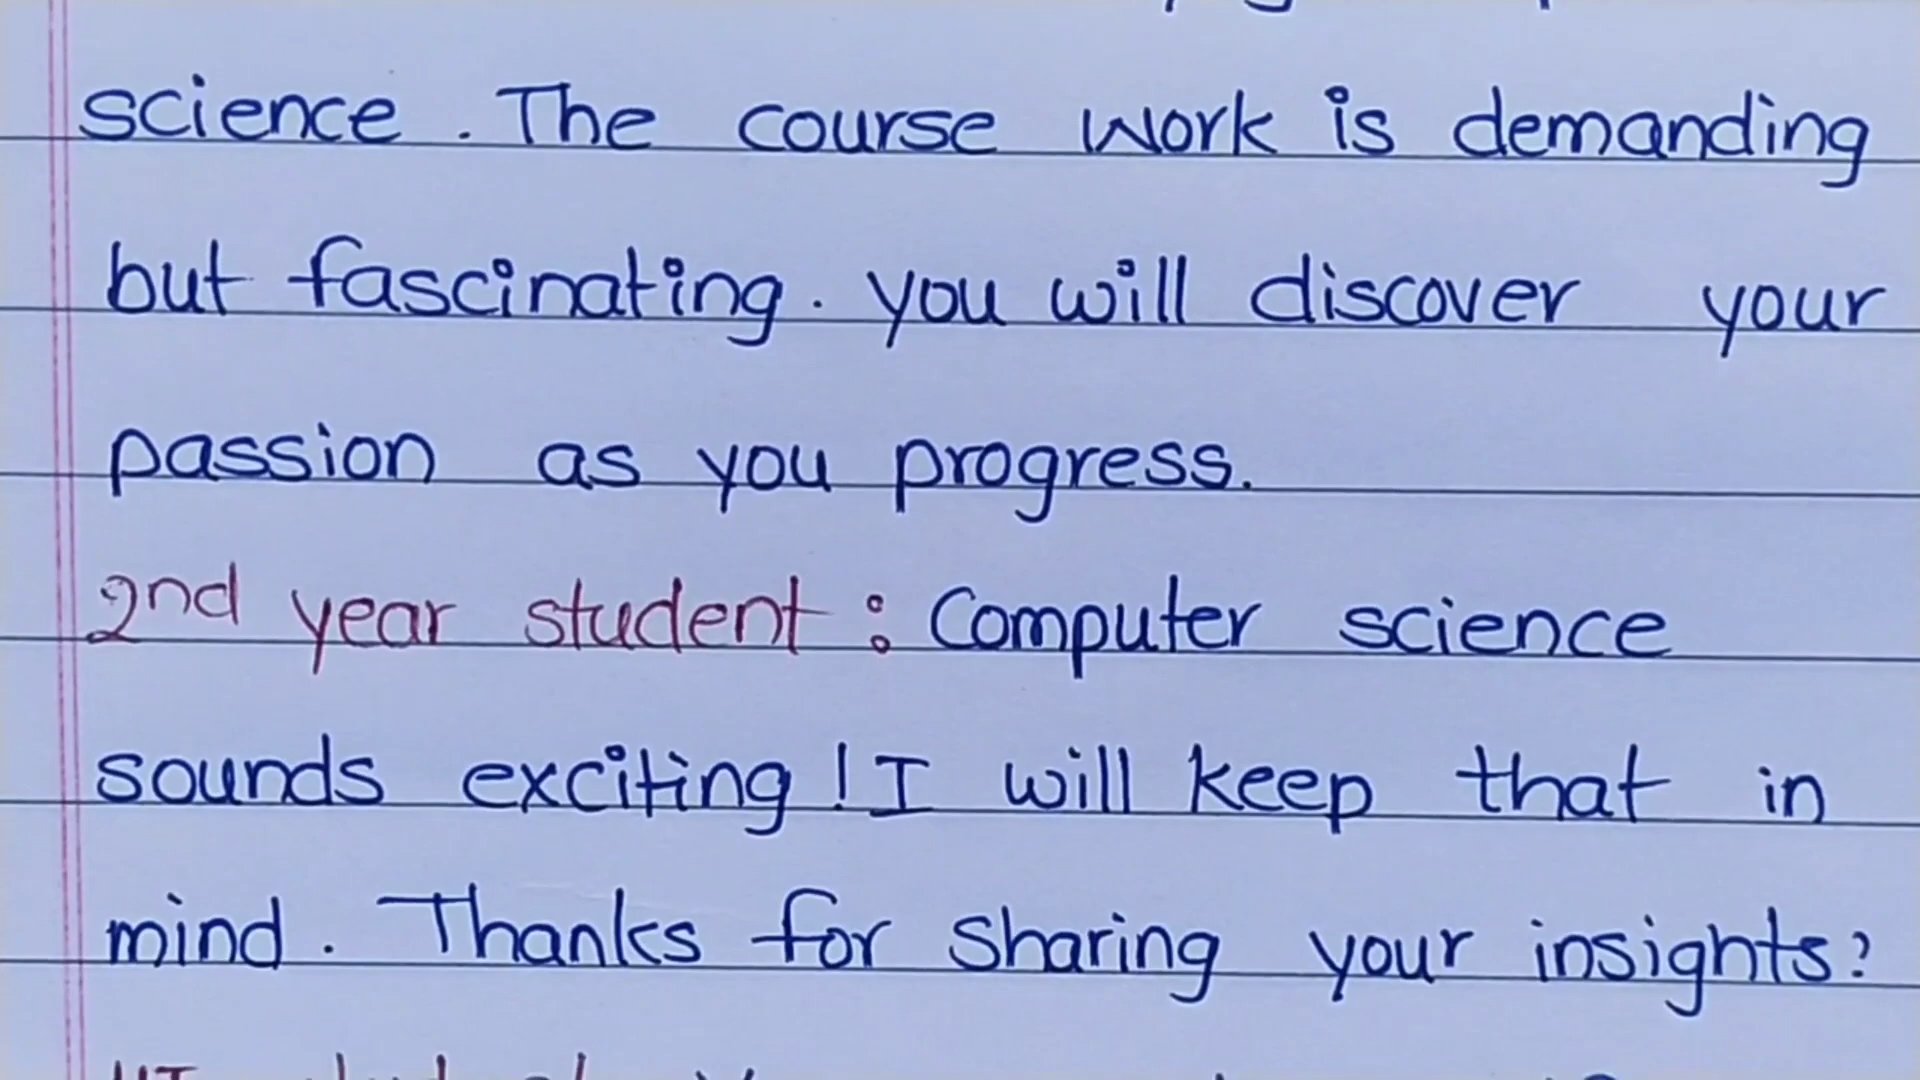 science. The course work is demanding
but fascinating. you will discover your
passion as you progress.
2nd year student: Computer science
sounds exciting! I will keep that in
mind. Thanks for sharing your insights?